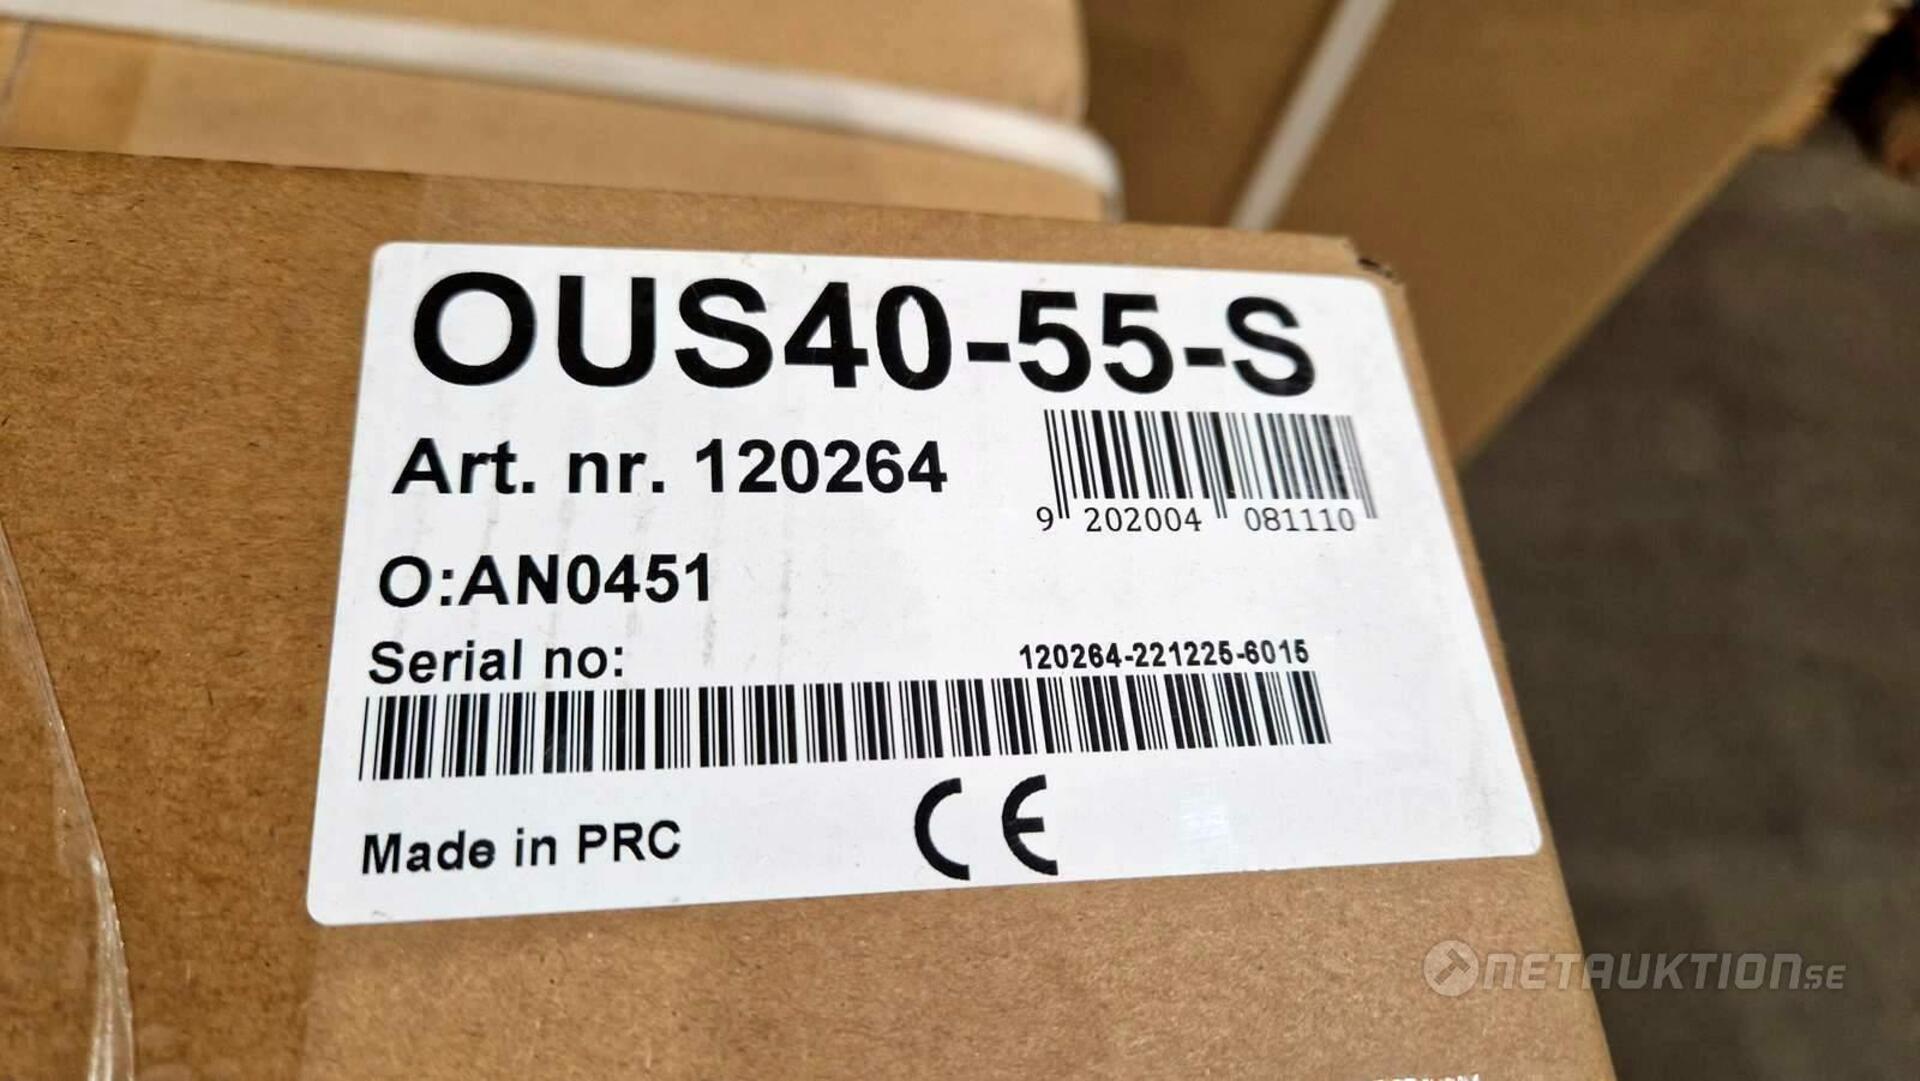 OUS40-55-S
Art. nr. 120264
9 202004 081110
O:AN0451
Serial no: 120264-221225-6015
Made in PRC CE
NETAUKTION.SE